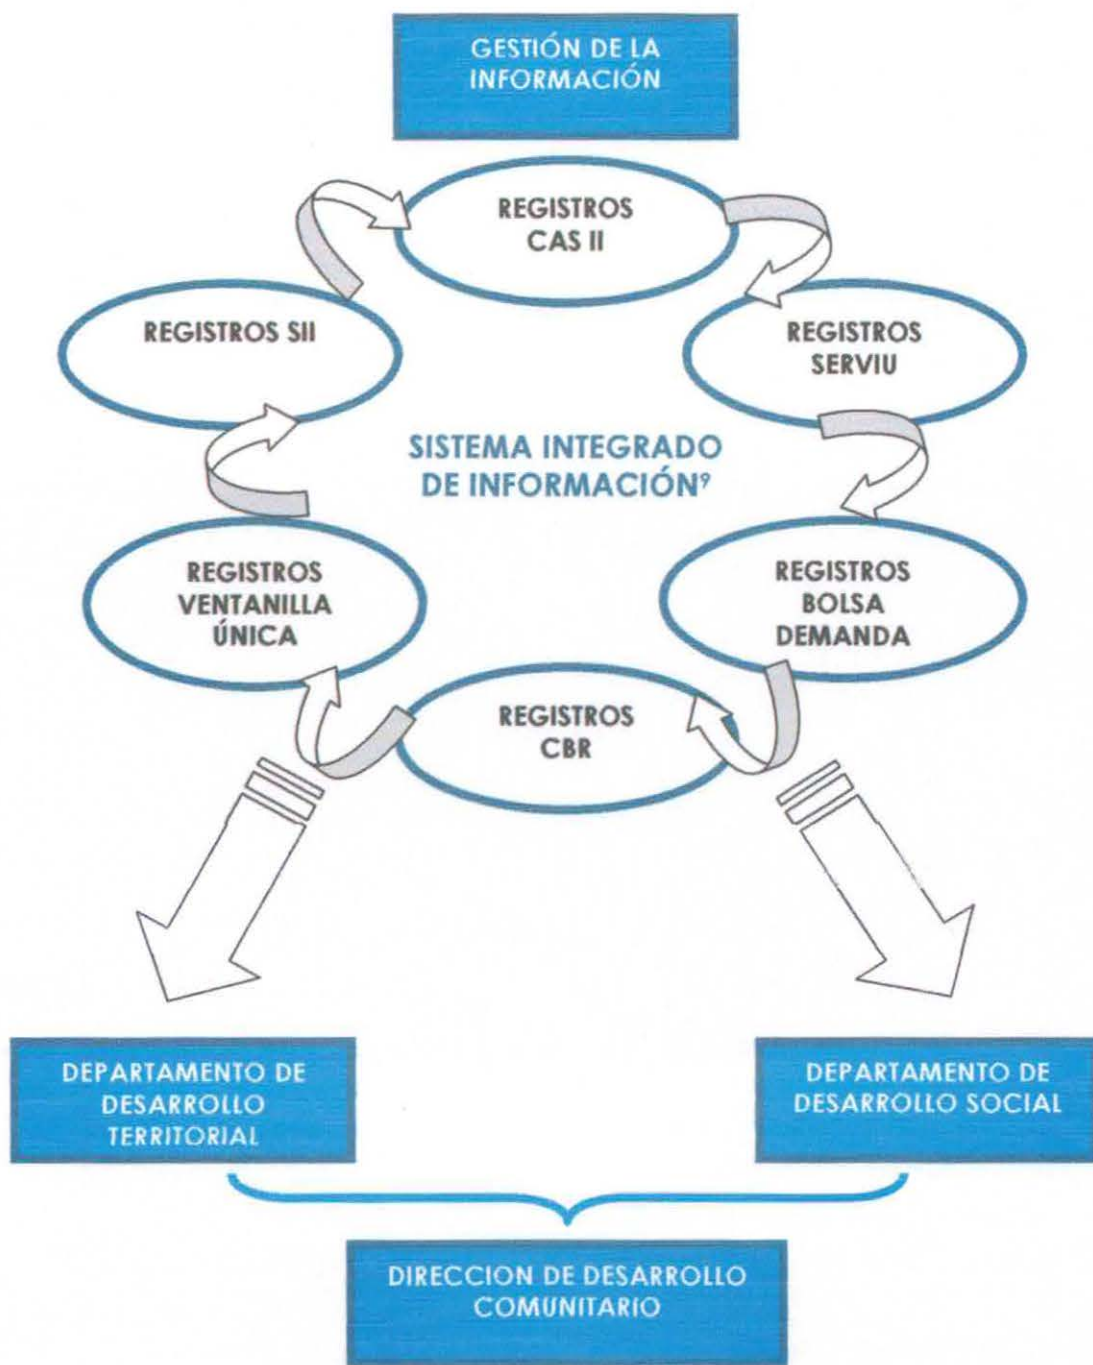 GESTIÓN DE LA
INFORMACIÓN
REGISTROS
CAS II
REGISTROS SII
REGISTROS
SERVIU
SISTEMA INTEGRADO
DE INFORMACIÓN⁹
REGISTROS
VENTANILLA
ÚNICA
REGISTROS
BOLSA
DEMANDA
REGISTROS
CBR
DEPARTAMENTO DE
DESARROLLO
TERRITORIAL
DEPARTAMENTO DE
DESARROLLO SOCIAL
DIRECCION DE DESARROLLO
COMUNITARIO